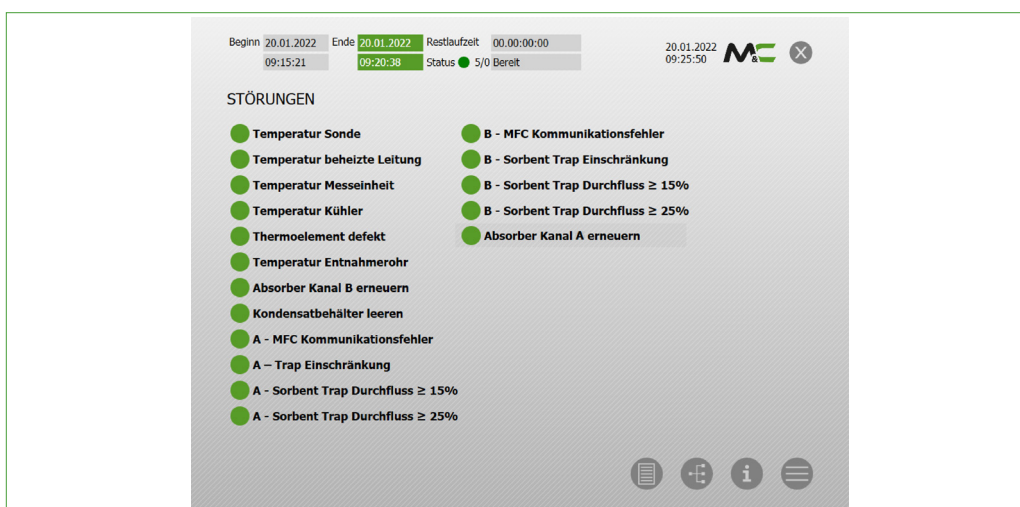 Beginn 20.01.2022 Ende 20.01.2022 Restlaufzeit 00.00:00:00
09:15:21 09:20:38 Status 5/0 Bereit
20.01.2022
09:25:50
M&C
STÖRUNGEN
Temperatur Sonde
Temperatur beheizte Leitung
Temperatur Messeinheit
Temperatur Kühler
Thermoelement defekt
Temperatur Entnahmerohr
Absorber Kanal B erneuern
Kondensatbehälter leeren
A - MFC Kommunikationsfehler
A – Trap Einschränkung
A - Sorbent Trap Durchfluss ≥ 15%
A - Sorbent Trap Durchfluss ≥ 25%
B - MFC Kommunikationsfehler
B - Sorbent Trap Einschränkung
B - Sorbent Trap Durchfluss ≥ 15%
B - Sorbent Trap Durchfluss ≥ 25%
Absorber Kanal A erneuern